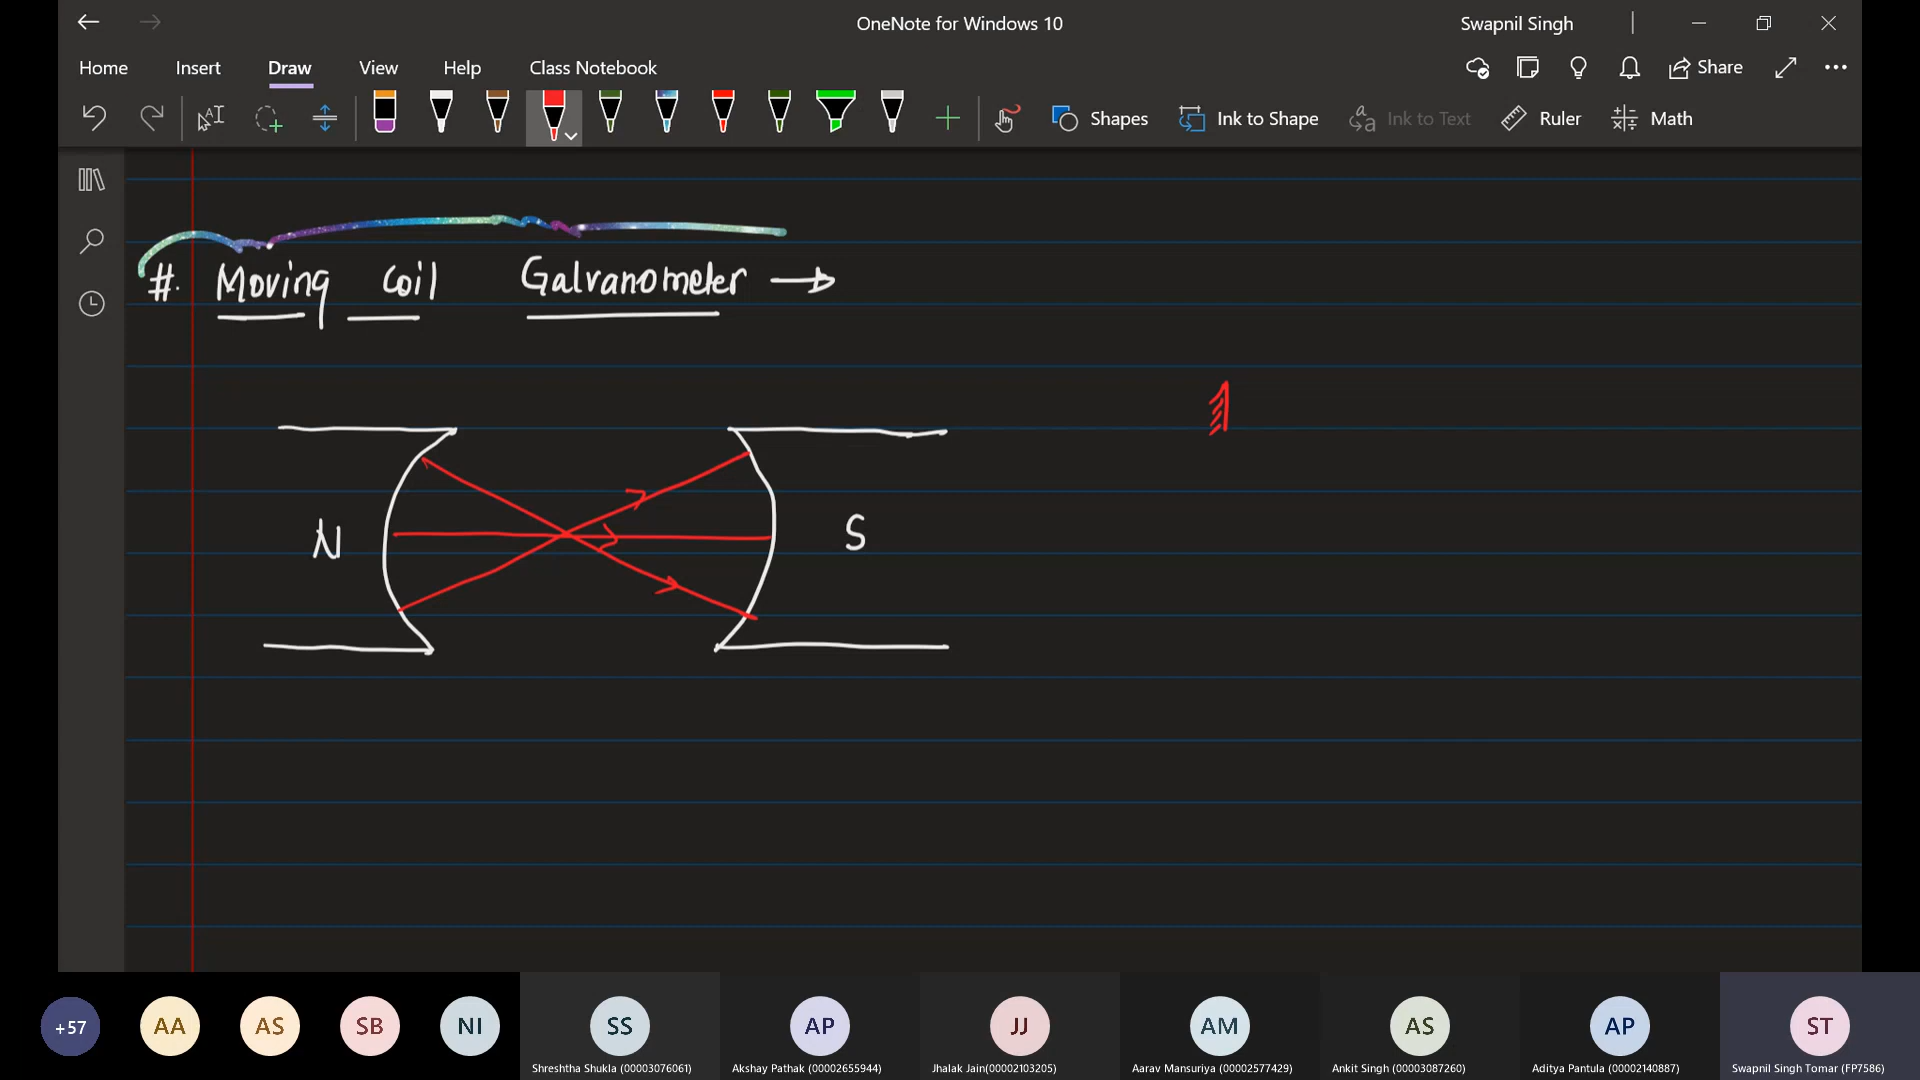 OneNote for Windows 10
Swapnil Singh
Home Insert Draw View Help Class Notebook
Share
Shapes Ink to Shape Ink to Text Ruler Math
#. Moving Coil Galvanometer →
N S
+57 AA AS SB NI SS AP JJ AM AS AP ST
Shreshtha Shukla (00003076061) Akshay Pathak (00002655944) Jhalak Jain(00002103205) Aarav Mansuriya (00002577429) Ankit Singh (00003087260) Aditya Pantula (00002140887) Swapnil Singh Tomar (FP7586)